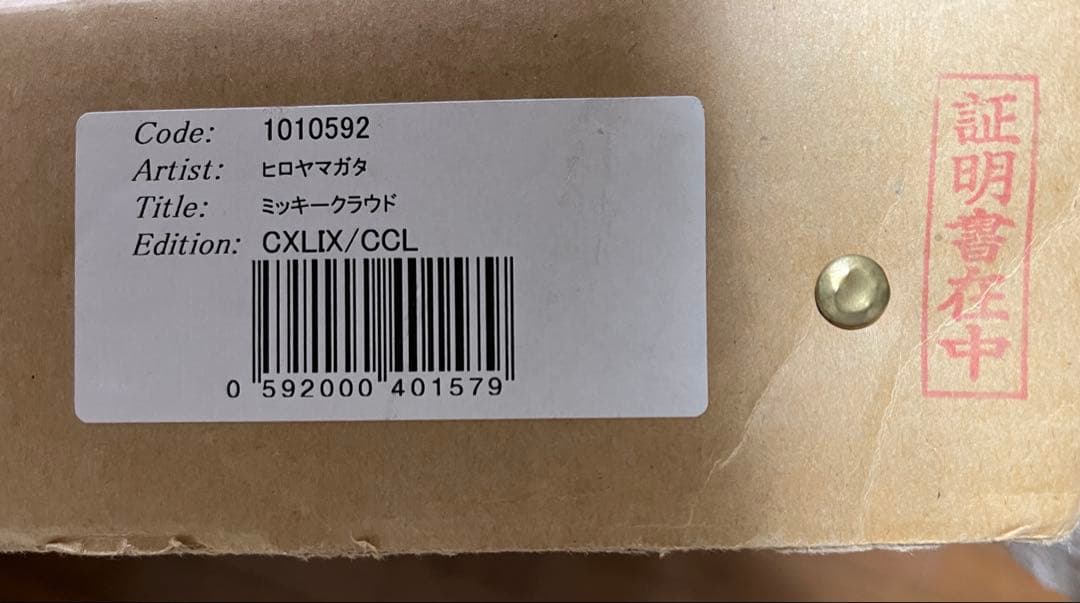 Code: 1010592
Artist: ヒロヤマガタ
Title: ミッキークラウド
Edition: CXLIX/CCL
0 592000 401579
証明書在中